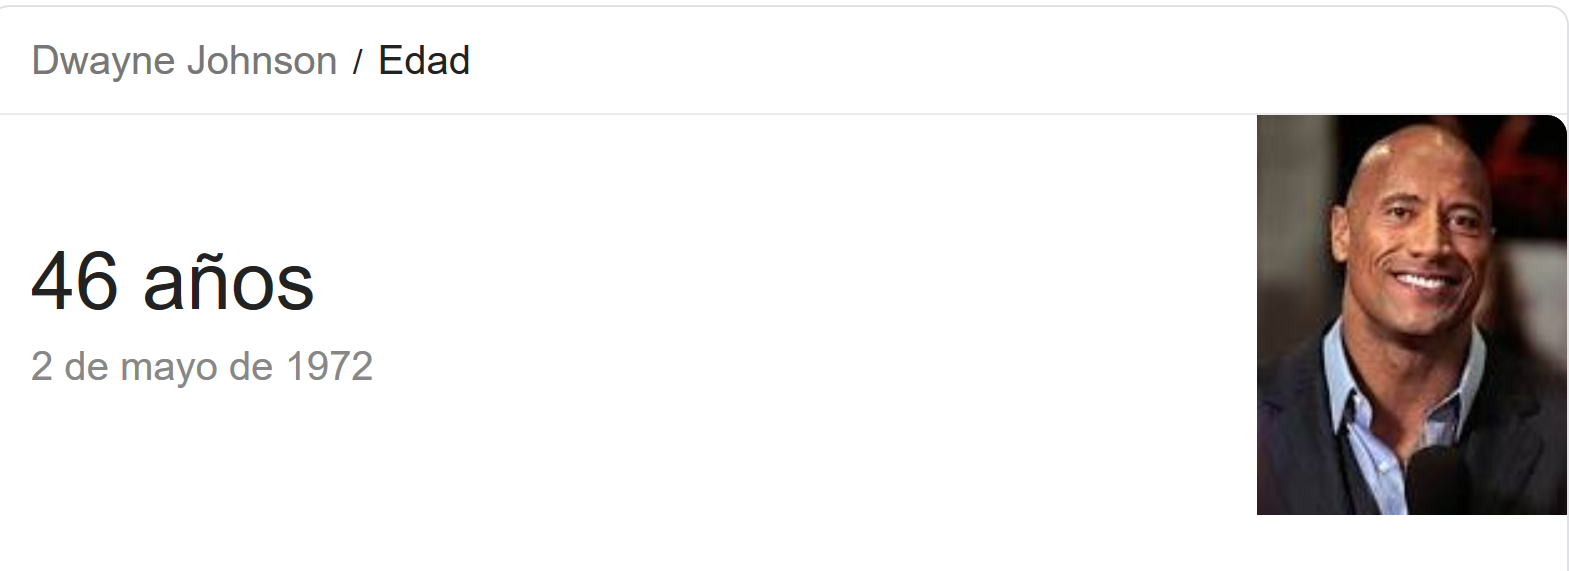 Dwayne Johnson / Edad
46 años
2 de mayo de 1972